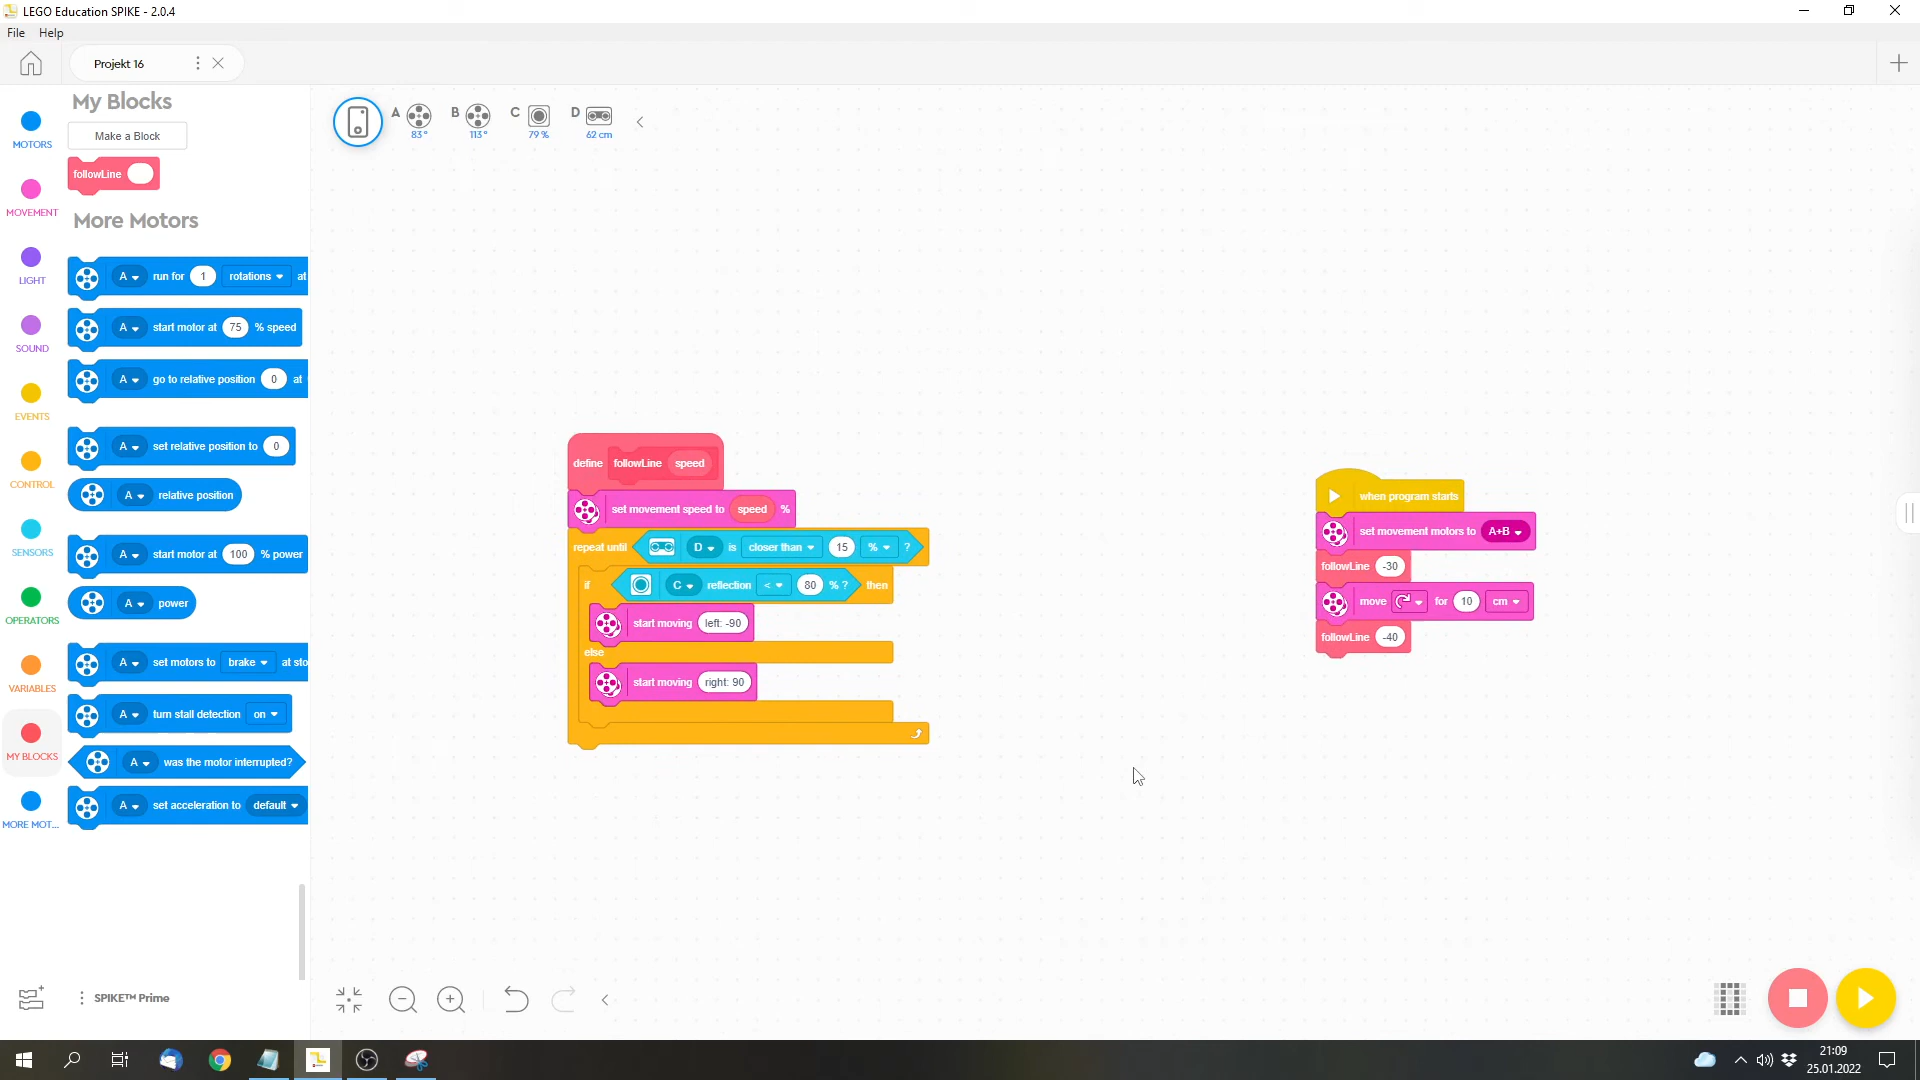 LEGO Education SPIKE - 2.0.4
File Help
Projekt 16
My Blocks
Make a Block
followLine
More Motors
A run for 1 rotations at
A start motor at 75 % speed
A go to relative position 0 at
A set relative position to 0
A relative position
A start motor at 100 % power
A power
A set motors to brake at sto
A turn stall detection on
A was the motor interrupted?
A set acceleration to default
MOTORS
MOVEMENT
LIGHT
SOUND
EVENTS
CONTROL
SENSORS
OPERATORS
VARIABLES
MY BLOCKS
MORE MOT...
SPIKE™ Prime
A B C D
83° 113° 79% 62 cm
define followLine speed
set movement speed to speed %
repeat until D is closer than 15 % ?
if C reflection < 80 % ? then
start moving left: -90
else
start moving right: 90
when program starts
set movement motors to A+B
followLine -30
move for 10 cm
followLine -40
21:09
25.01.2022